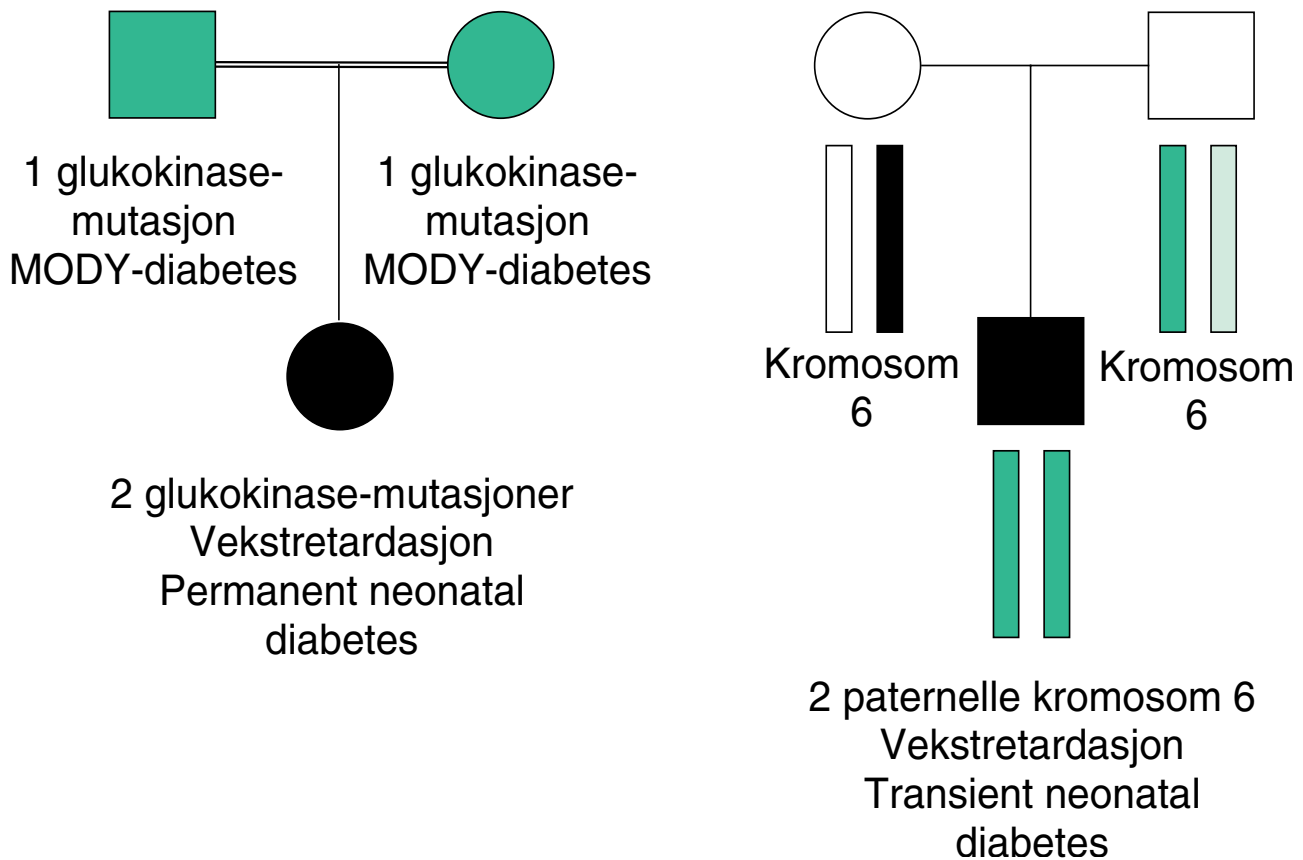 1 glukokinase-
mutasjon
MODY-diabetes
1 glukokinase-
mutasjon
MODY-diabetes
2 glukokinase-mutasjoner
Vekstretardasjon
Permanent neonatal
diabetes
Kromosom
6
Kromosom
6
2 paternelle kromosom 6
Vekstretardasjon
Transient neonatal
diabetes